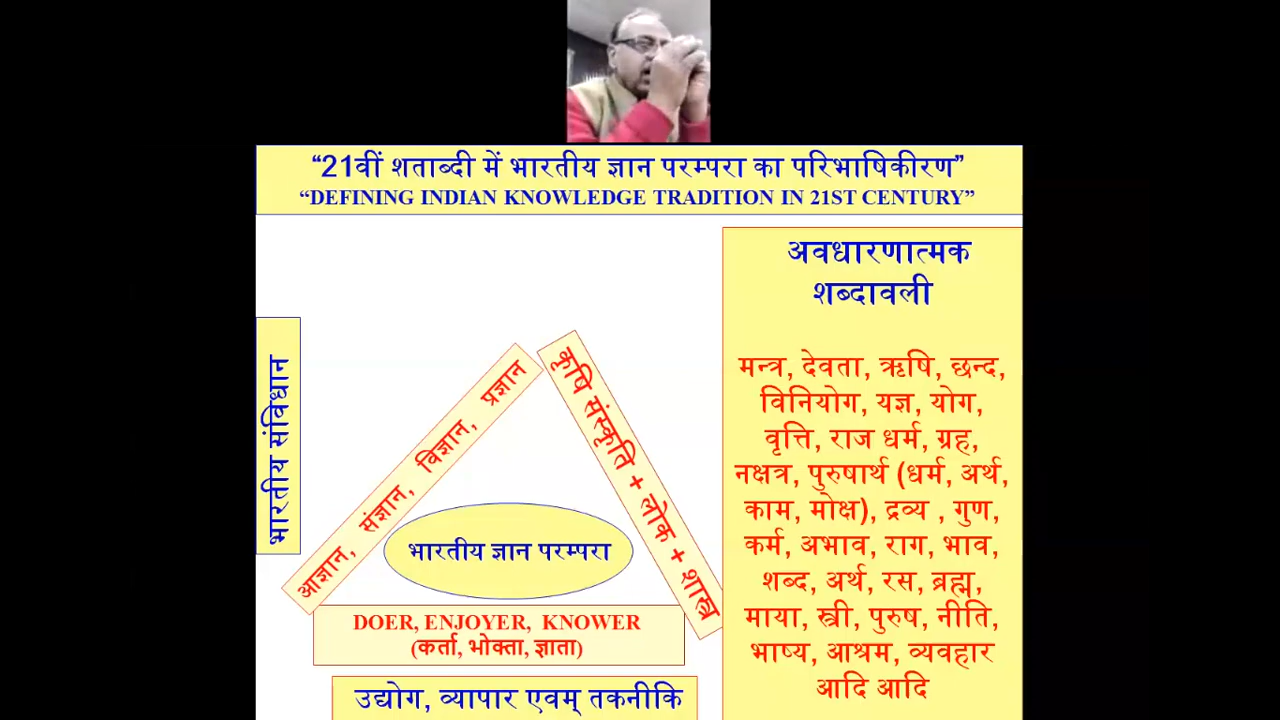 “21वीं शताब्दी में भारतीय ज्ञान परम्परा का परिभाषिकीरण”
“DEFINING INDIAN KNOWLEDGE TRADITION IN 21ST CENTURY”
भारतीय संविधान
आज्ञान, संज्ञान, विज्ञान, प्रज्ञान
कृषि संस्कृति + लोक + शास्त्र
भारतीय ज्ञान परम्परा
DOER, ENJOYER, KNOWER
(कर्ता, भोक्ता, ज्ञाता)
उद्योग, व्यापार एवम् तकनीकि
अवधारणात्मक
शब्दावली
मन्त्र, देवता, ऋषि, छन्द,
विनियोग, यज्ञ, योग,
वृत्ति, राज धर्म, ग्रह,
नक्षत्र, पुरुषार्थ (धर्म, अर्थ,
काम, मोक्ष), द्रव्य , गुण,
कर्म, अभाव, राग, भाव,
शब्द, अर्थ, रस, ब्रह्म,
माया, स्त्री, पुरुष, नीति,
भाष्य, आश्रम, व्यवहार
आदि आदि